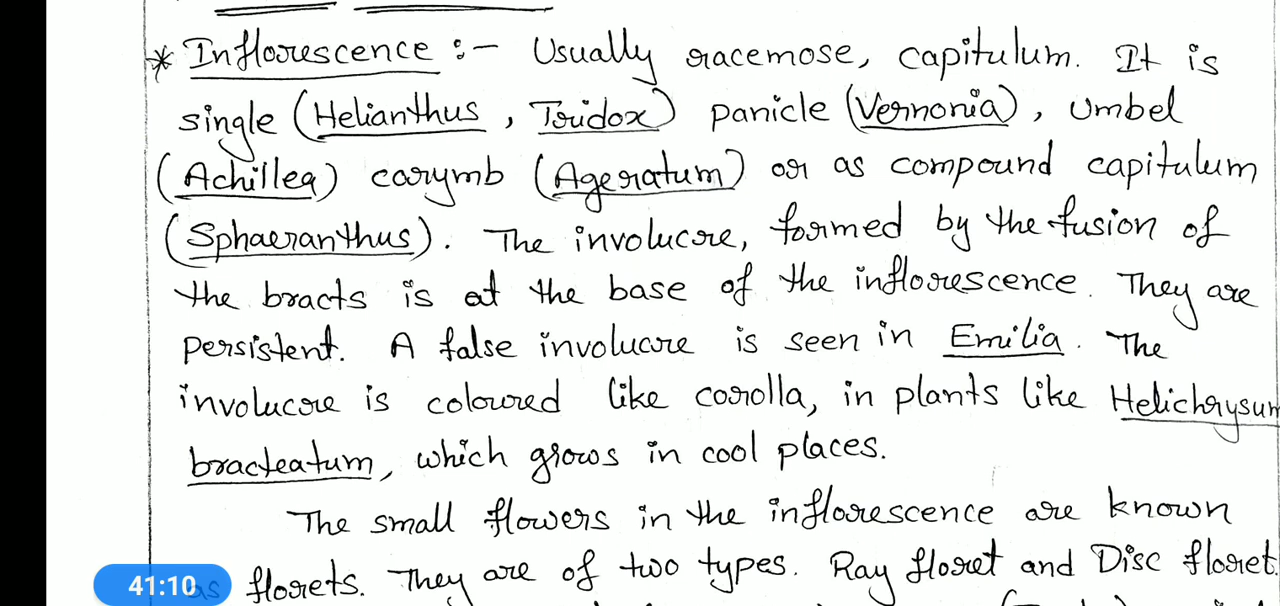 * Inflorescence :- Usually racemose, capitulum. It is
single (Helianthus, Tridox) panicle (Vernonia), Umbel
(Achillea) corymb (Ageratum) or as compound capitulum
(Sphaeranthus). The involucre, formed by the fusion of
the bracts is at the base of the inflorescence. They are
persistent. A false involucre is seen in Emilia. The
involucre is coloured like corolla, in plants like Helichrysum
bracteatum, which grows in cool places.
The small flowers in the inflorescence are known
as florets. They are of two types. Ray floret and Disc floret.
41:10